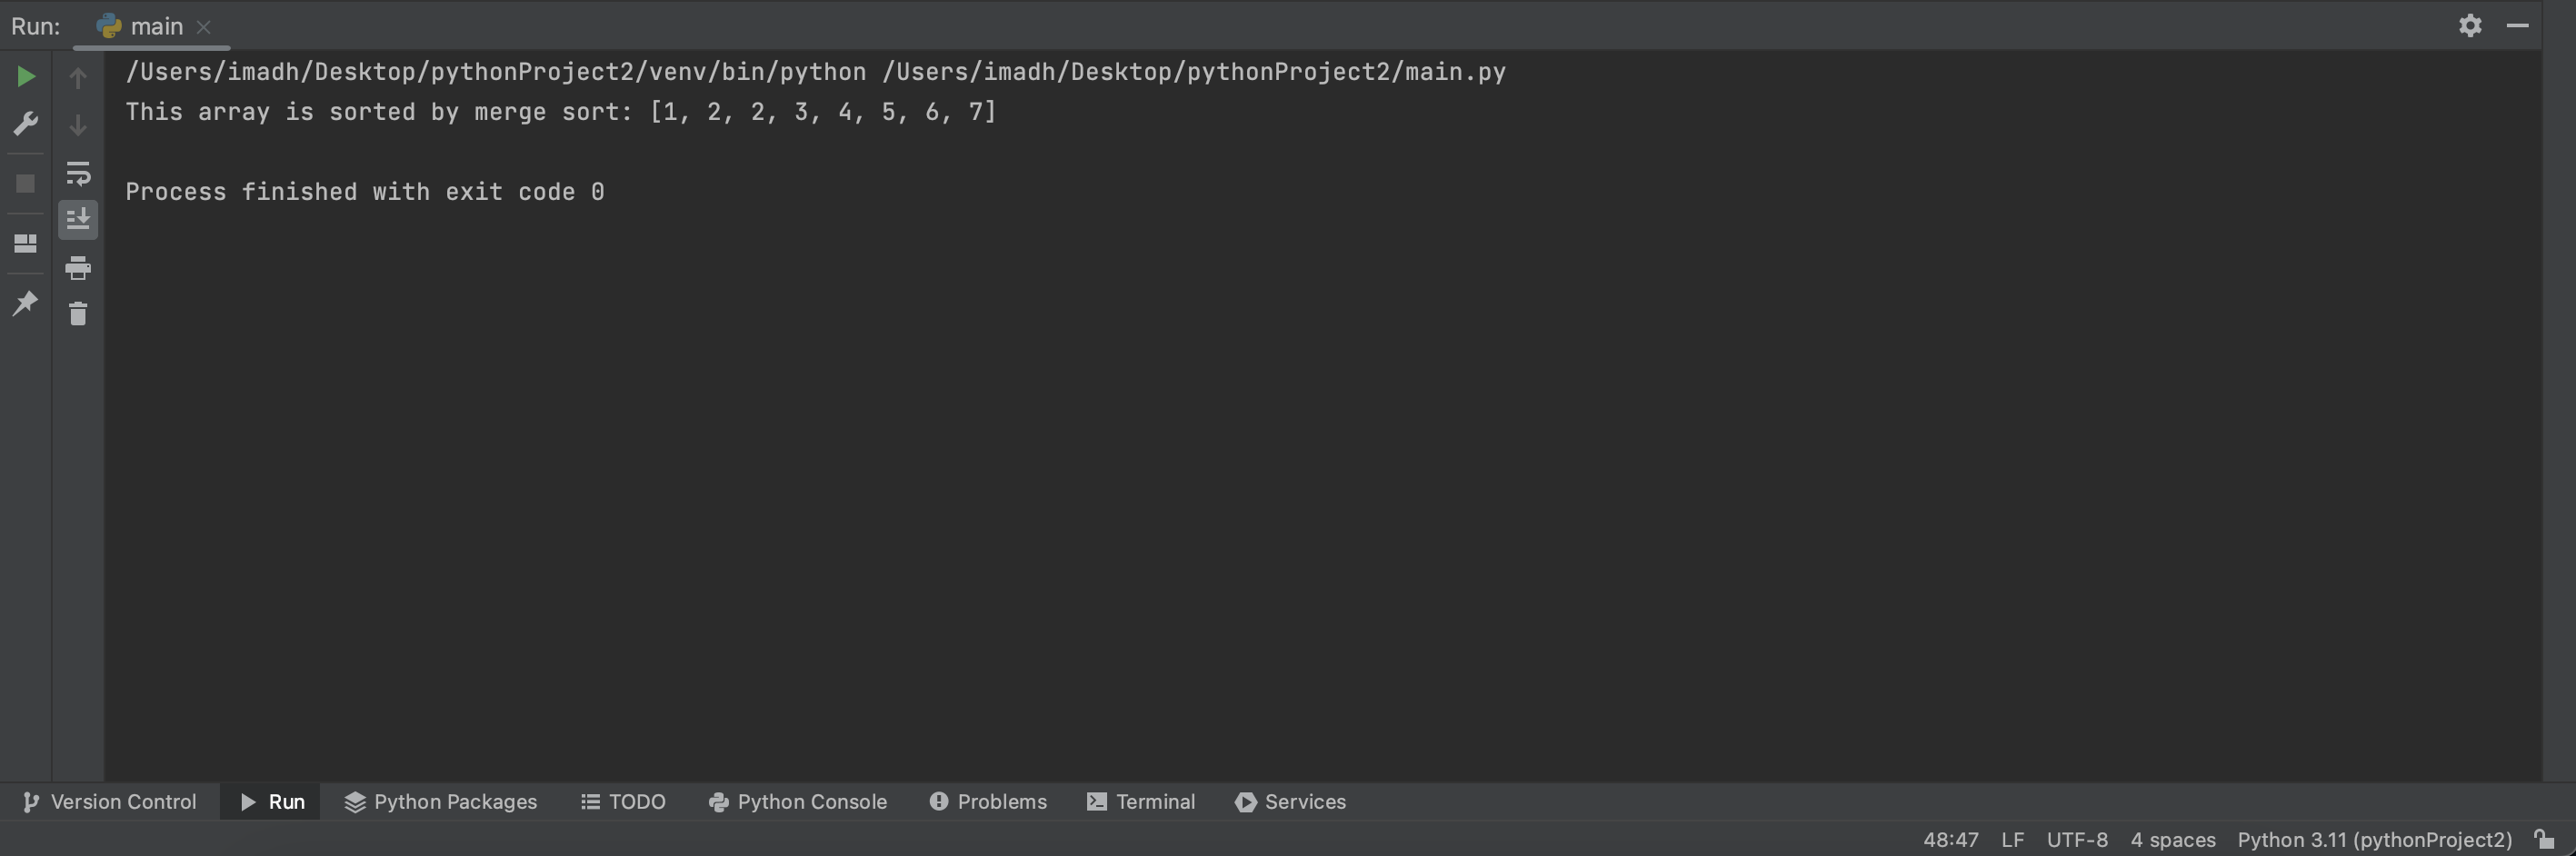 Run: main
/Users/imadh/Desktop/pythonProject2/venv/bin/python /Users/imadh/Desktop/pythonProject2/main.py
This array is sorted by merge sort: [1, 2, 2, 3, 4, 5, 6, 7]
Process finished with exit code 0
Version Control Run Python Packages TODO Python Console Problems Terminal Services
48:47 LF UTF-8 4 spaces Python 3.11 (pythonProject2)